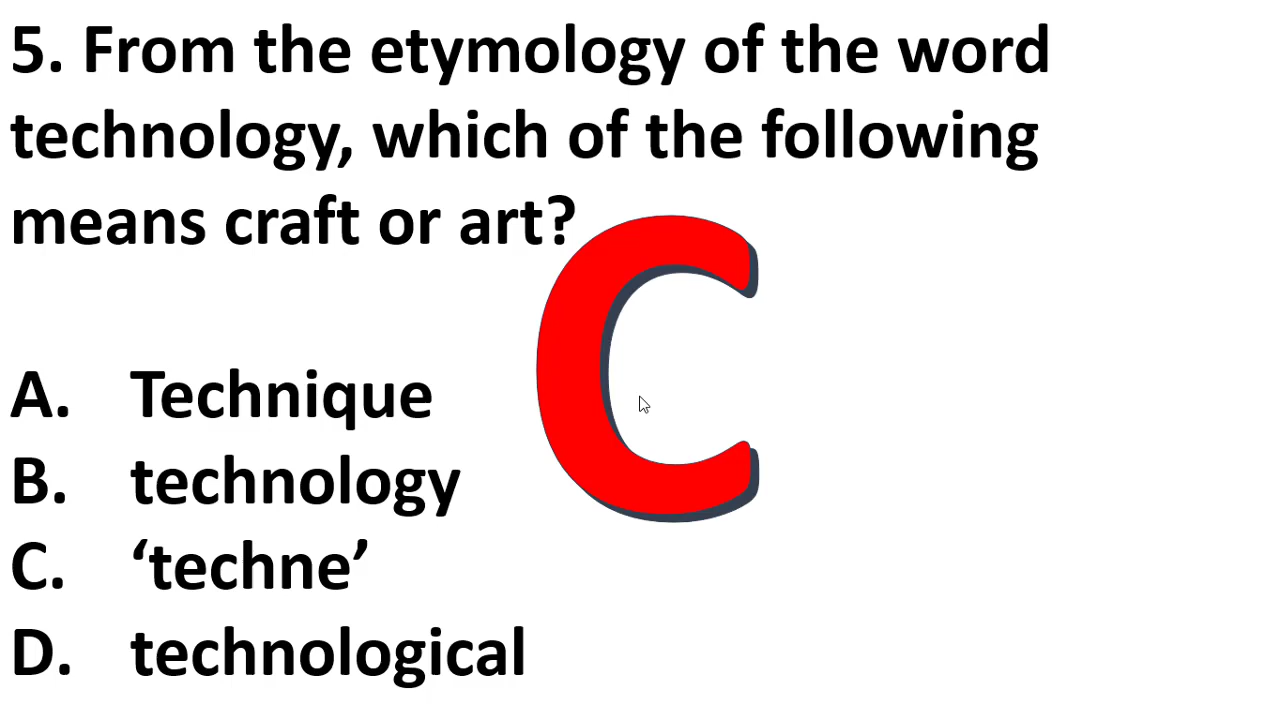 5. From the etymology of the word
technology, which of the following
means craft or art?
C
A. Technique
B. technology
C. ‘techne’
D. technological